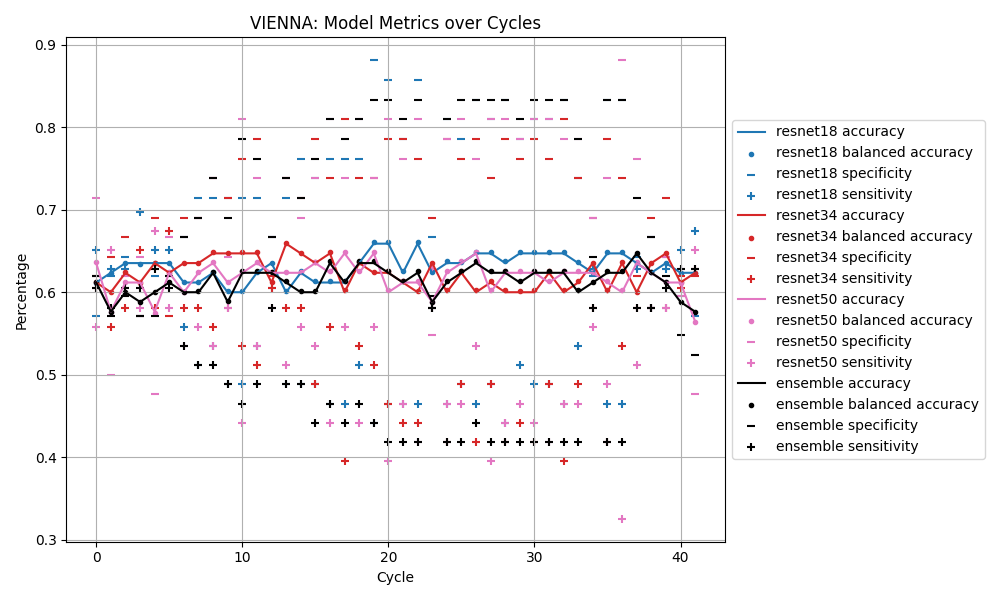 VIENNA: Model Metrics over Cycles
0.9
0.8
0.7
0.6
0.5
0.4
0.3
Percentage
0
10
20
30
40
Cycle
resnet18 accuracy
resnet18 balanced accuracy
resnet18 specificity
resnet18 sensitivity
resnet34 accuracy
resnet34 balanced accuracy
resnet34 specificity
resnet34 sensitivity
resnet50 accuracy
resnet50 balanced accuracy
resnet50 specificity
resnet50 sensitivity
ensemble accuracy
ensemble balanced accuracy
ensemble specificity
ensemble sensitivity